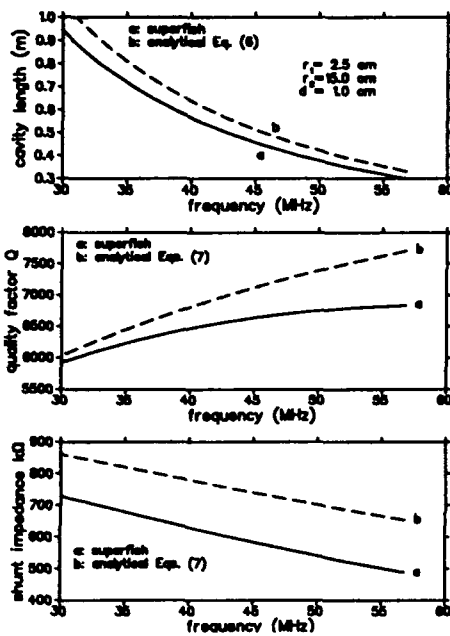 1.0
0.9
0.8
0.7
0.6
0.5
0.4
0.3
cavity length (m)
a: superfish
b: analytical Eq. (6)
r₁= 2.5 cm
r₂=15.0 cm
d = 1.0 cm
b
a
30 35 40 45 50 55 60
frequency (MHz)
8000
7500
7000
6500
6000
5500
quality factor Q
a: superfish
b: analytical Eqs. (7)
b
a
30 35 40 45 50 55 60
frequency (MHz)
900
800
700
600
500
400
shunt impedance kΩ
b
a
a: superfish
b: analytical Eqs. (7)
30 35 40 45 50 55 60
frequency (MHz)